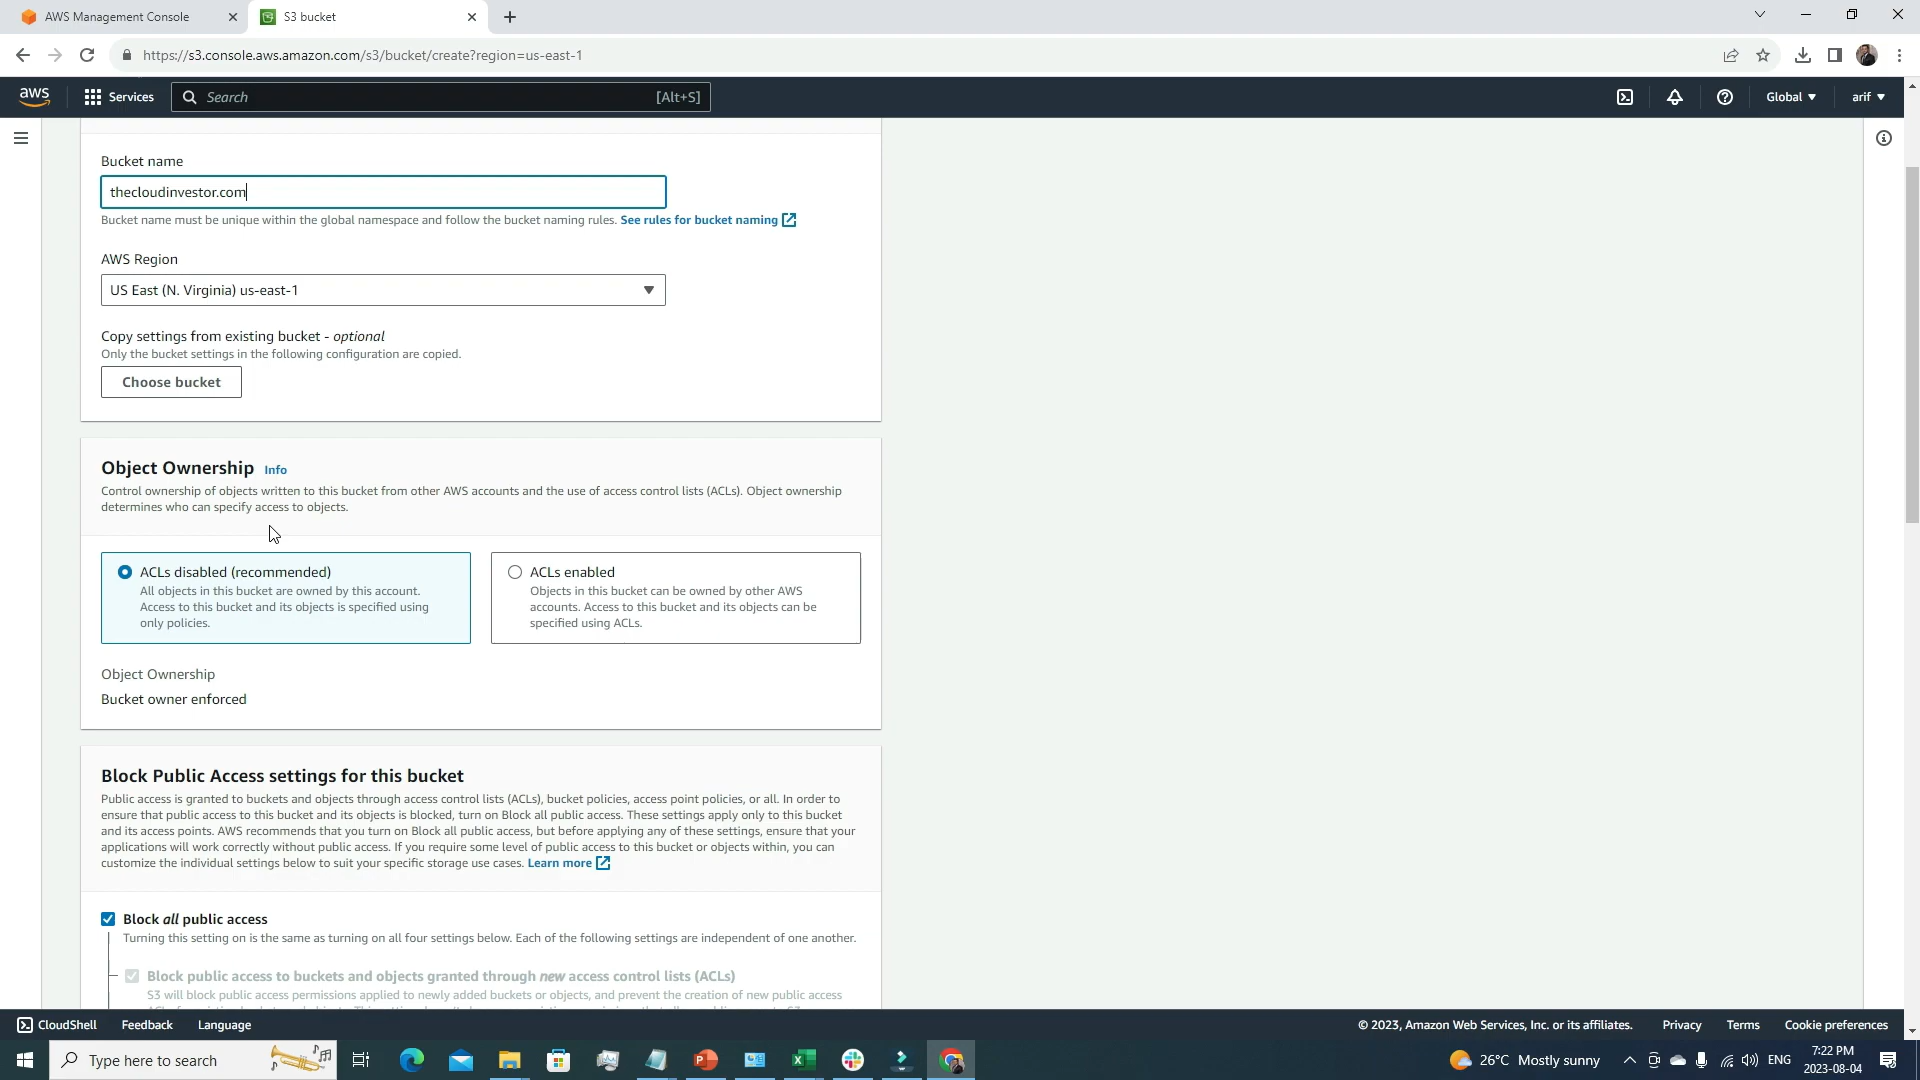 AWS Management Console
S3 bucket
https://s3.console.aws.amazon.com/s3/bucket/create?region=us-east-1
aws
Services
Search
[Alt+S]
Global
arif
Bucket name
thecloudinvestor.com
Bucket name must be unique within the global namespace and follow the bucket naming rules. See rules for bucket naming
AWS Region
US East (N. Virginia) us-east-1
Copy settings from existing bucket - optional
Only the bucket settings in the following configuration are copied.
Choose bucket
Object Ownership Info
Control ownership of objects written to this bucket from other AWS accounts and the use of access control lists (ACLs). Object ownership
determines who can specify access to objects.
ACLs disabled (recommended)
All objects in this bucket are owned by this account.
Access to this bucket and its objects is specified using
only policies.
ACLs enabled
Objects in this bucket can be owned by other AWS
accounts. Access to this bucket and its objects can be
specified using ACLs.
Object Ownership
Bucket owner enforced
Block Public Access settings for this bucket
Public access is granted to buckets and objects through access control lists (ACLs), bucket policies, access point policies, or all. In order to
ensure that public access to this bucket and its objects is blocked, turn on Block all public access. These settings apply only to this bucket
and its access points. AWS recommends that you turn on Block all public access, but before applying any of these settings, ensure that your
applications will work correctly without public access. If you require some level of public access to this bucket or objects within, you can
customize the individual settings below to suit your specific storage use cases. Learn more
Block all public access
Turning this setting on is the same as turning on all four settings below. Each of the following settings are independent of one another.
Block public access to buckets and objects granted through new access control lists (ACLs)
S3 will block public access permissions applied to newly added buckets or objects, and prevent the creation of new public access
CloudShell
Feedback
Language
© 2023, Amazon Web Services, Inc. or its affiliates.
Privacy
Terms
Cookie preferences
Type here to search
26°C Mostly sunny
ENG
7:22 PM
2023-08-04